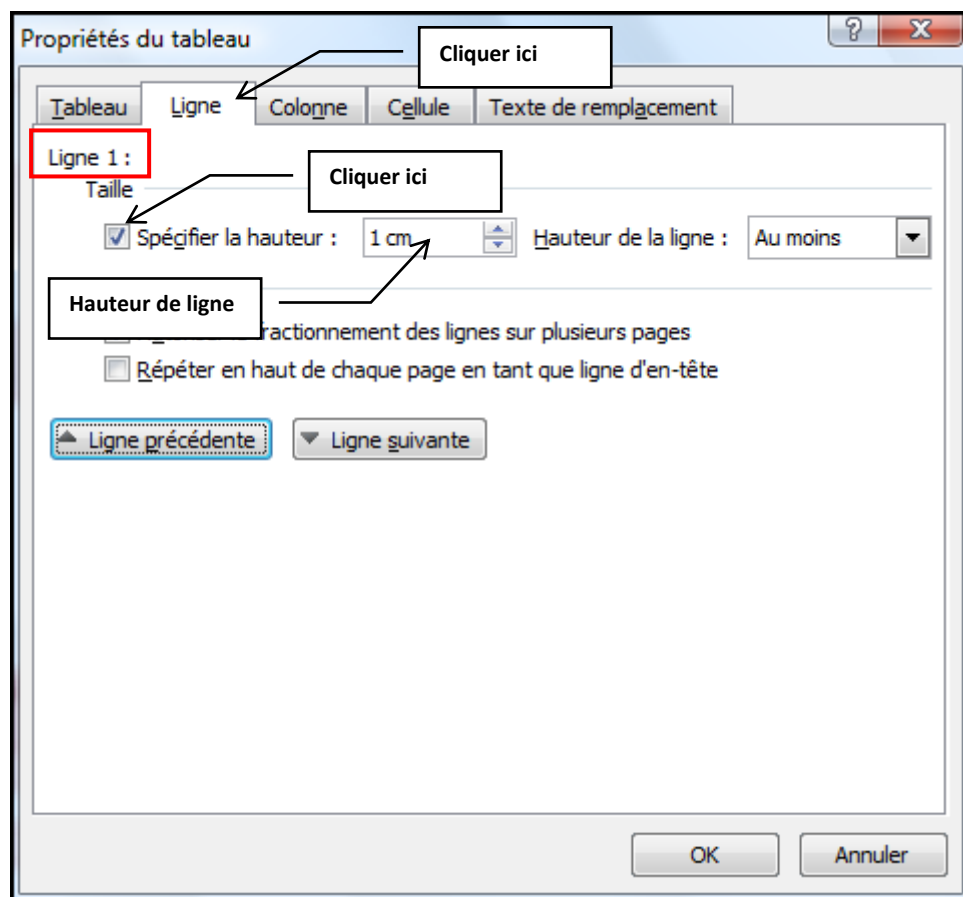 Propriétés du tableau
Cliquer ici
Tableau Ligne Colonne Cellule Texte de remplacement
Ligne 1 :
Taille
Cliquer ici
Spécifier la hauteur : 1 cm Hauteur de la ligne : Au moins
Hauteur de ligne
fractionnement des lignes sur plusieurs pages
Répéter en haut de chaque page en tant que ligne d'en-tête
Ligne précédente Ligne suivante
OK Annuler